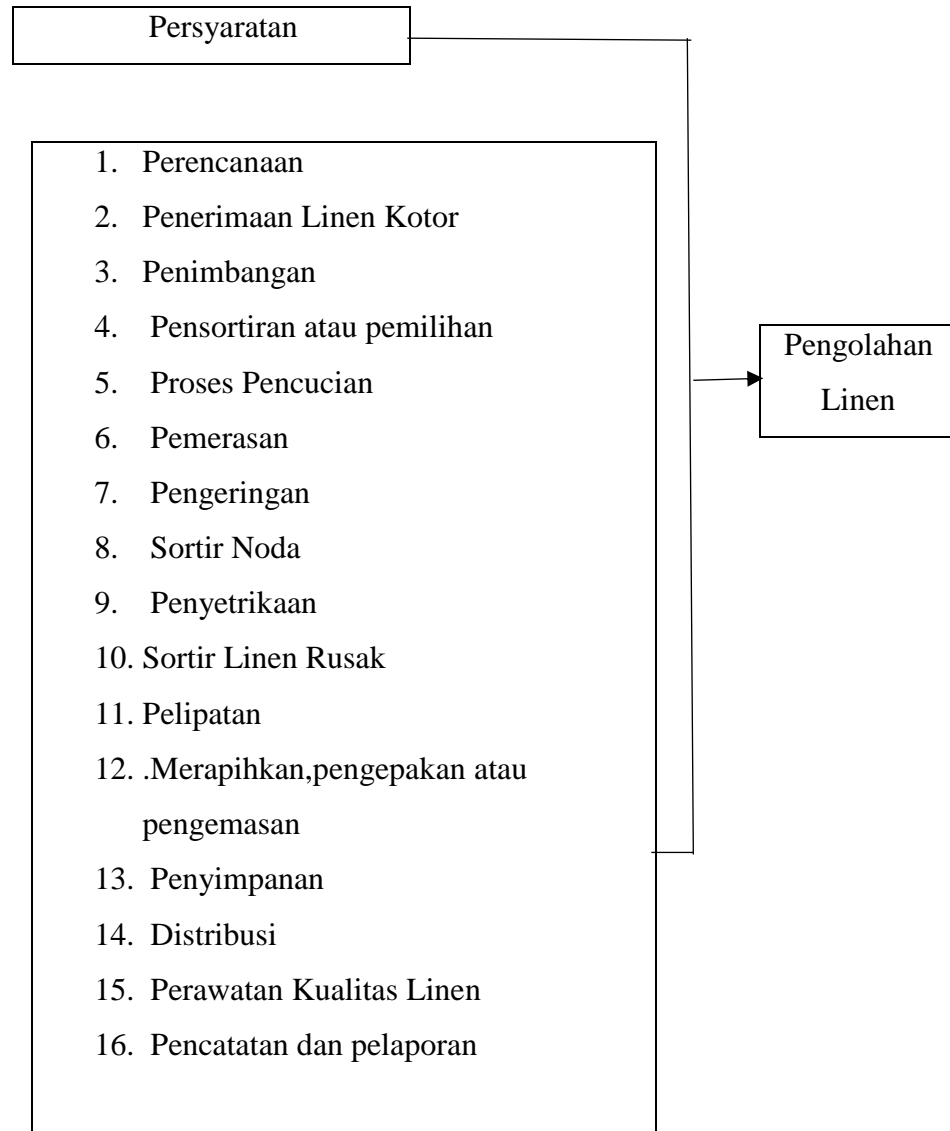 Persyaratan
1. Perencanaan
2. Penerimaan Linen Kotor
3. Penimbangan
4. Pensortiran atau pemilihan
5. Proses Pencucian
6. Pemerasan
7. Pengeringan
8. Sortir Noda
9. Penyetrikaan
10. Sortir Linen Rusak
11. Pelipatan
12. .Merapihkan,pengepakan atau
pengemasan
13. Penyimpanan
14. Distribusi
15. Perawatan Kualitas Linen
16. Pencatatan dan pelaporan
Pengolahan
Linen